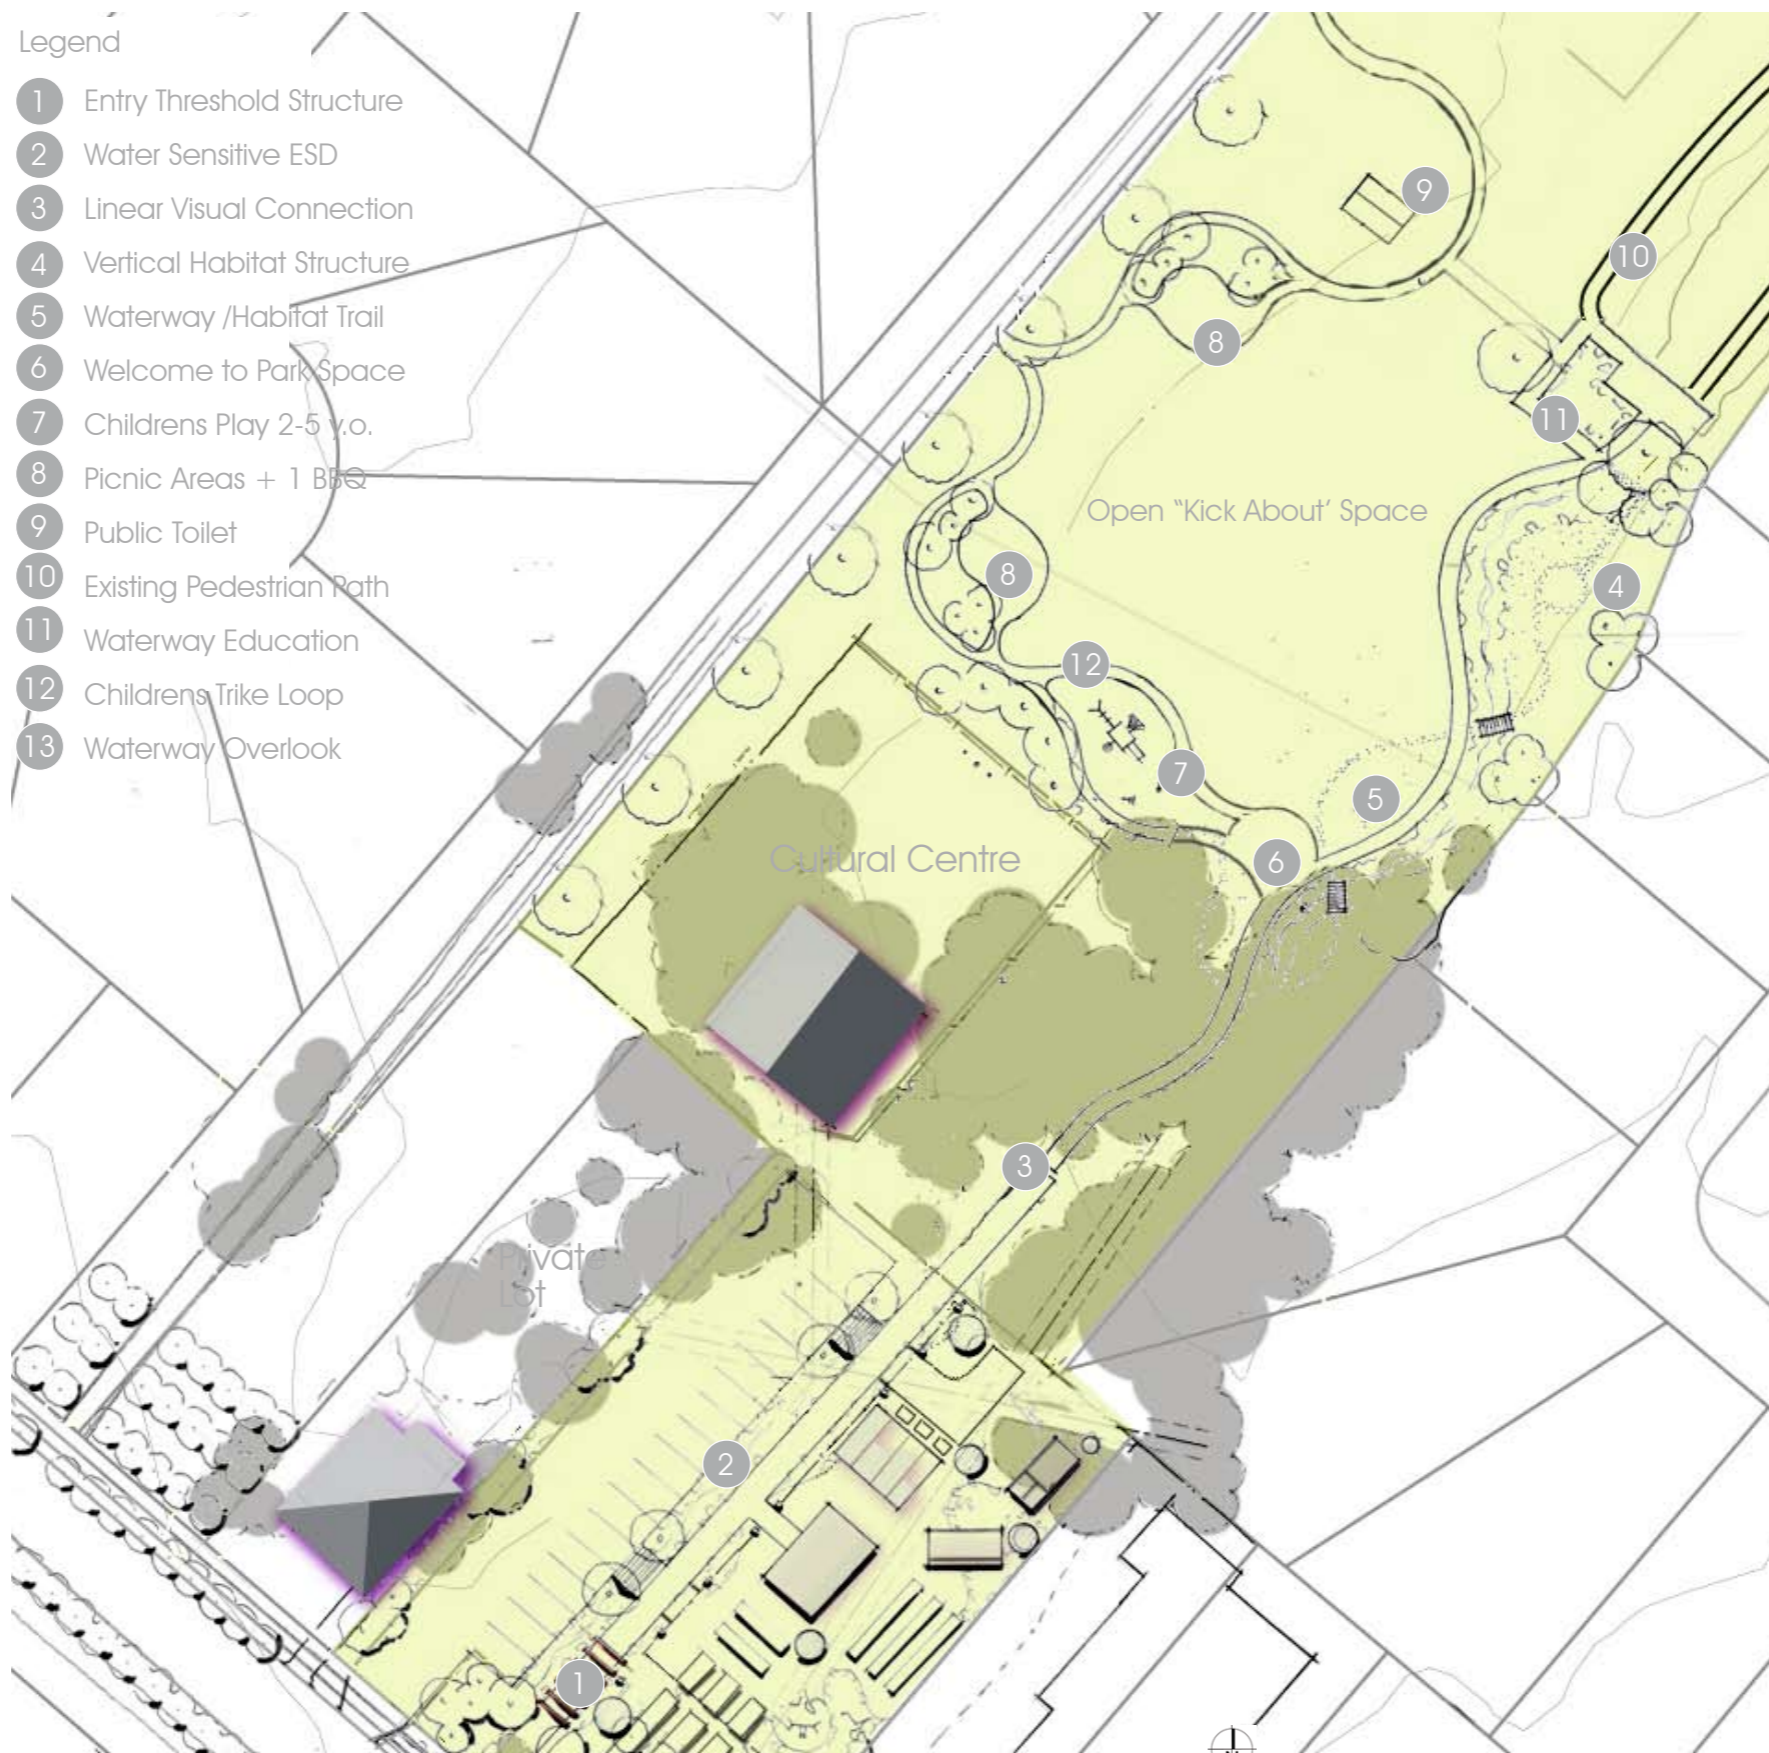 Legend
1 Entry Threshold Structure
2 Water Sensitive ESD
3 Linear Visual Connection
4 Vertical Habitat Structure
5 Waterway /Habitat Trail
6 Welcome to Park Space
7 Childrens Play 2-5 y.o.
8 Picnic Areas + 1 BBQ
9 Public Toilet
10 Existing Pedestrian Path
11 Waterway Education
12 Childrens Trike Loop
13 Waterway Overlook
9
10
8
11
Open “Kick About’ Space
8
4
12
7
5
Cultural Centre
6
3
Private
Lot
2
1